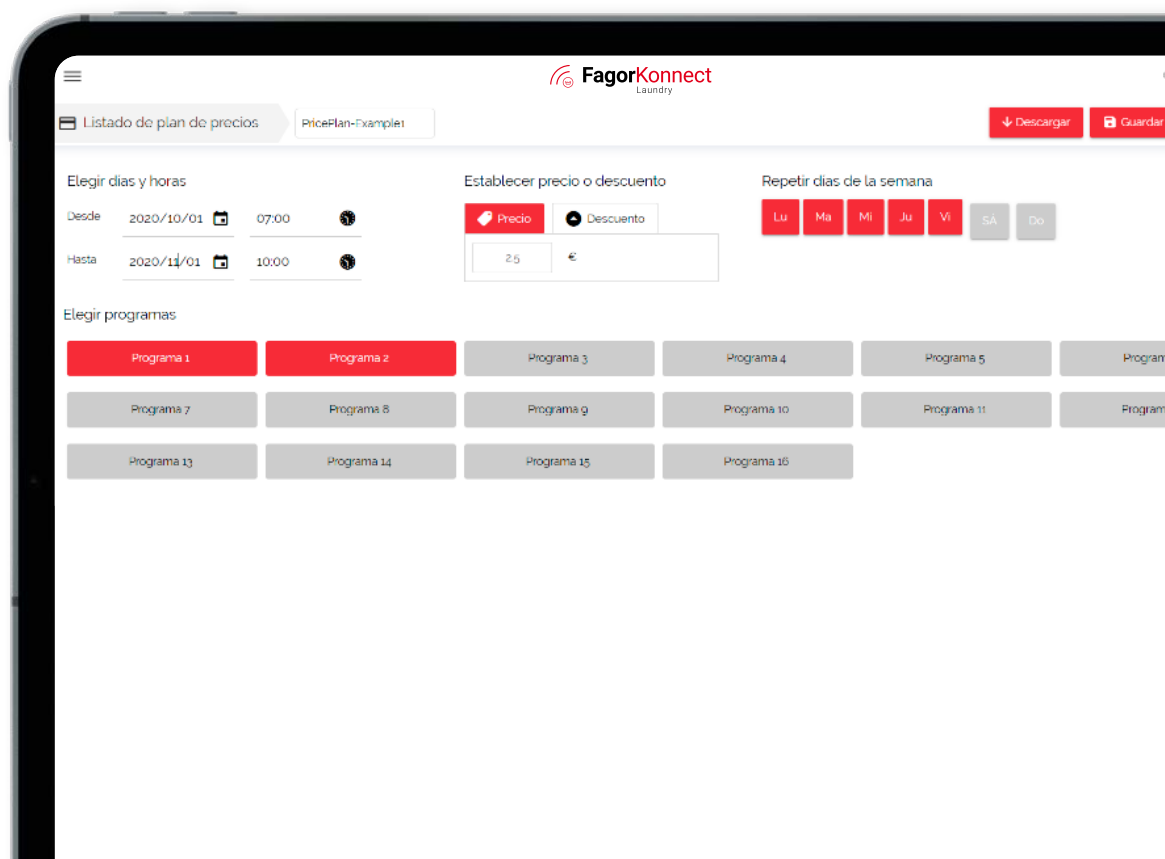 FagorKonnect
Laundry
Listado de plan de precios
PricePlan-Example1
Descargar
Guardar
Elegir dias y horas
Establecer precio o descuento
Repetir dias de la semana
Desde
2020/10/01
07:00
Precio
Descuento
Lu
Ma
Mi
Ju
Vi
SÁ
Do
Hasta
2020/11/01
10:00
2.5
€
Elegir programas
Programa 1
Programa 2
Programa 3
Programa 4
Programa 5
Program
Programa 7
Programa 8
Programa 9
Programa 10
Programa 11
Program
Programa 13
Programa 14
Programa 15
Programa 16